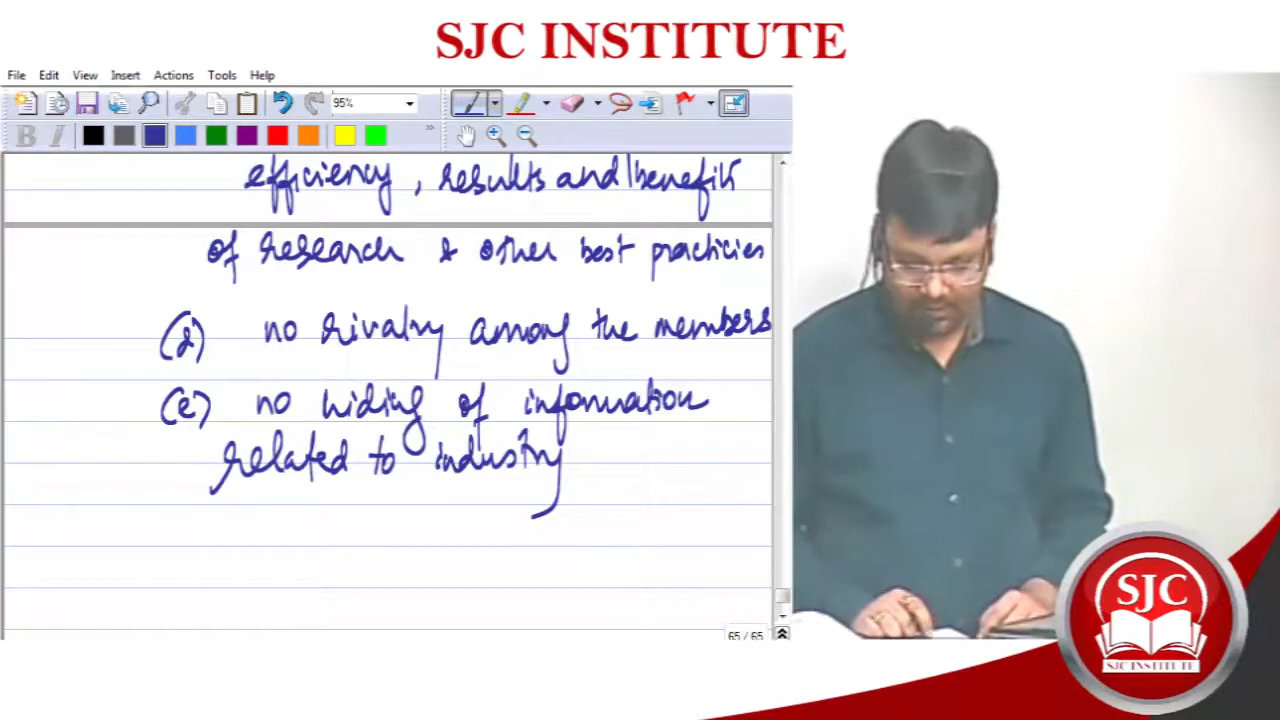 SJC INSTITUTE
File Edit View Insert Actions Tools Help
95%
B I
efficiency, results and benefits
of research & other best practicies
(d) no rivalry among the members
(e) no hiding of information
related to industry
65 / 65
SJC
SJC INSTITUTE